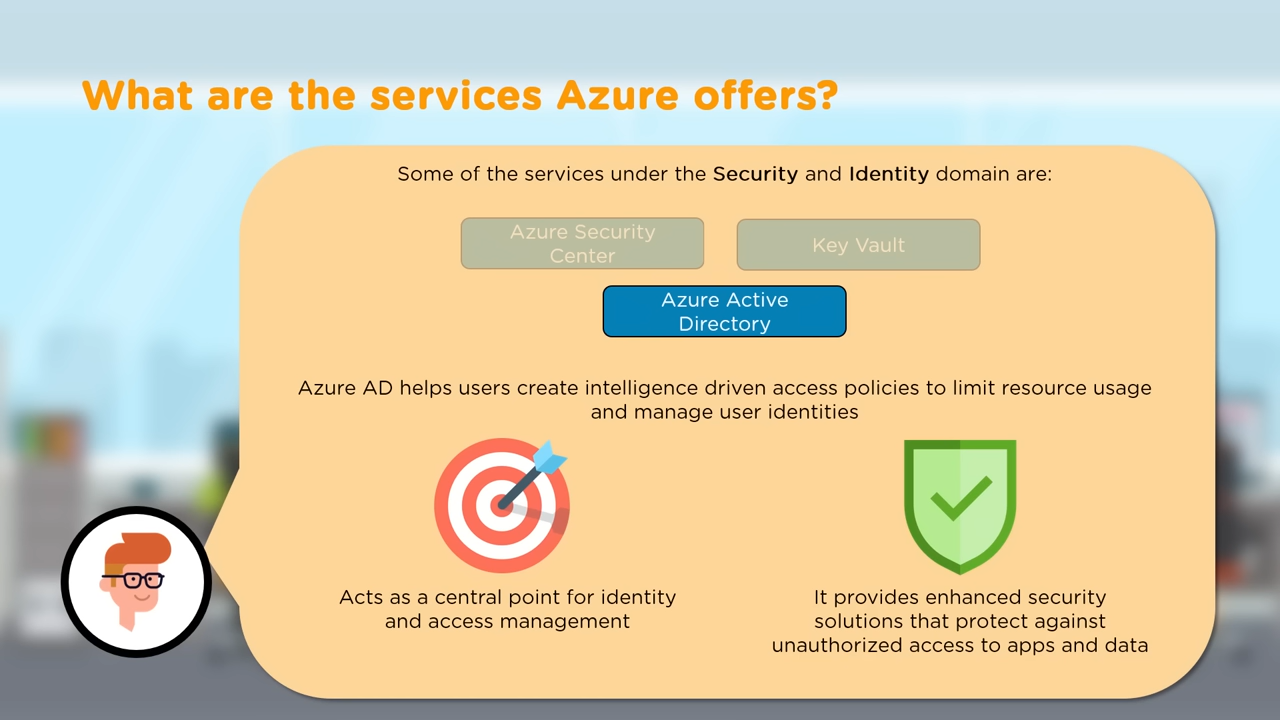 What are the services Azure offers?
Some of the services under the Security and Identity domain are:
Azure Security
Center
Key Vault
Azure Active
Directory
Azure AD helps users create intelligence driven access policies to limit resource usage
and manage user identities
Acts as a central point for identity
and access management
It provides enhanced security
solutions that protect against
unauthorized access to apps and data